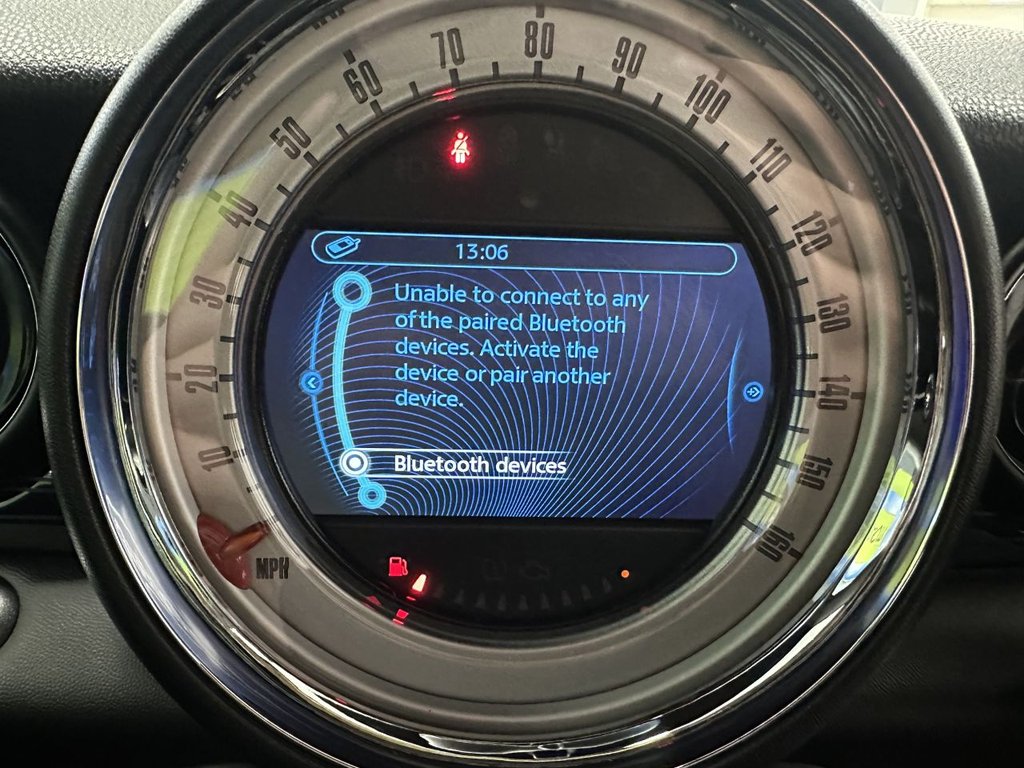 80
70
90
60
100
50
110
40
120
13:06
Unable to connect to any
of the paired Bluetooth
devices. Activate the
device or pair another
device.
30
130
20
140
10
150
Bluetooth devices
160
MPH